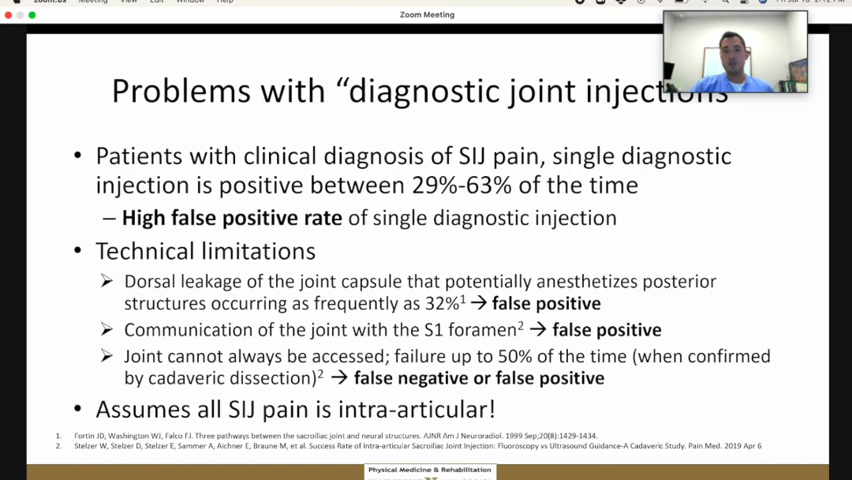 zoom.us Meeting View Edit Window Help
Zoom Meeting
Problems with “diagnostic joint injections”
• Patients with clinical diagnosis of SIJ pain, single diagnostic
injection is positive between 29%-63% of the time
– High false positive rate of single diagnostic injection
• Technical limitations
➢ Dorsal leakage of the joint capsule that potentially anesthetizes posterior
structures occurring as frequently as 32%¹ → false positive
➢ Communication of the joint with the S1 foramen² → false positive
➢ Joint cannot always be accessed; failure up to 50% of the time (when confirmed
by cadaveric dissection)² → false negative or false positive
• Assumes all SIJ pain is intra-articular!
1. Fortin JD, Washington WJ, Falco FJ. Three pathways between the sacroiliac joint and neural structures. AJNR Am J Neuroradiol. 1999 Sep;20(8):1429-1434.
2. Stelzer W, Stelzer D, Stelzer E, Sammer A, Aichner E, Braune M, et al. Success Rate of Intra-articular Sacroiliac Joint Injection: Fluoroscopy vs Ultrasound Guidance-A Cadaveric Study. Pain Med. 2019 Apr 6
Physical Medicine & Rehabilitation